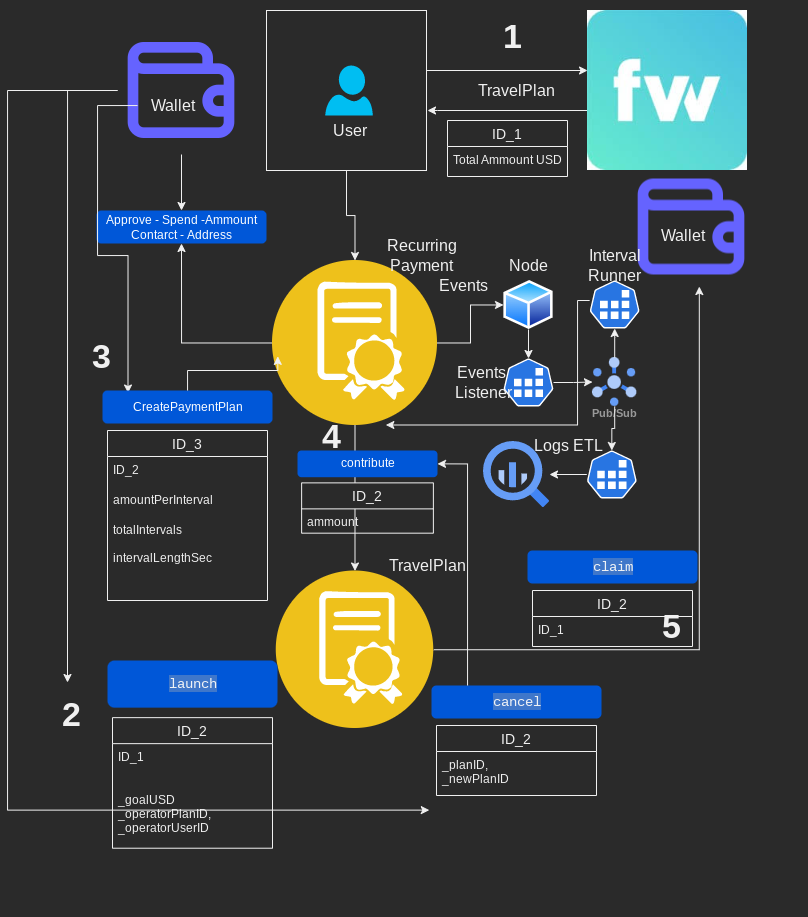 1
fw
Wallet
TravelPlan
User
ID_1
Total Ammount USD
Approve - Spend -Ammount
Contarct - Address
Wallet
Recurring
Payment
Events
Node
Interval
Runner
3
Events
Listener
Pub/Sub
CreatePaymentPlan
4
ID_3
ID_2
amountPerInterval
totalIntervals
intervalLengthSec
contribute
ID_2
ammount
Logs ETL
TravelPlan
claim
ID_2
ID_1
5
launch
2
ID_2
ID_1
_goalUSD
_operatorPlanID,
_operatorUserID
cancel
ID_2
_planID,
_newPlanID